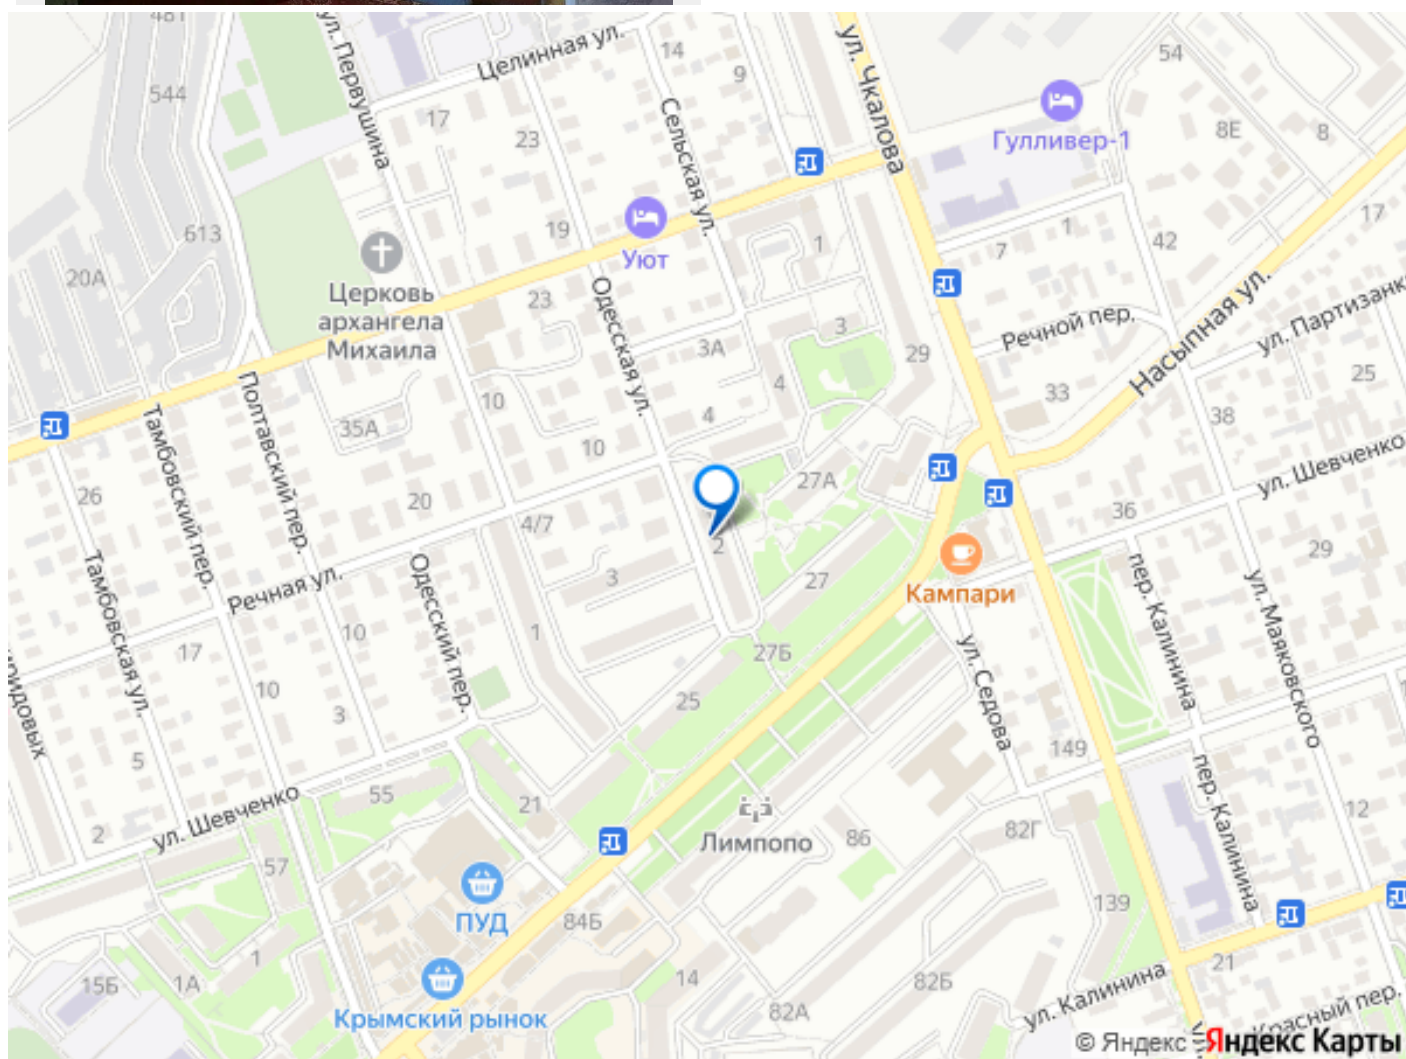 481
ул. Первушина
Целинная ул.
14
9
ул. Чкалова
54
544
17
23
Сельская ул.
Гулливер-1
8Е
8
613
19
Уют
1
7
1
42
17
20А
Церковь
архангела
Михаила
23
Одесская ул.
3А
3
29
Речной пер.
Насыпная ул.
ул. Партизанк
35А
10
4
4
33
25
38
Тамбовский пер.
Полтавский пер.
10
27А
ул. Шевченко
26
20
4/7
2
36
29
Тамбовская ул.
Речная ул.
Одесский пер.
3
27
Кампари
пер. Калинина
ул. Маяковского
17
10
1
27Б
ул. Седова
ридовых
10
3
25
149
5
55
21
пер. Калинина
12
2
ул. Шевченко
Лимпопо
86
82Г
57
ПУД
84Б
139
1
15Б
1А
14
82Б
21
Крымский рынок
82А
ул. Калинина
Красный пер.
© Яндекс
Яндекс Карты